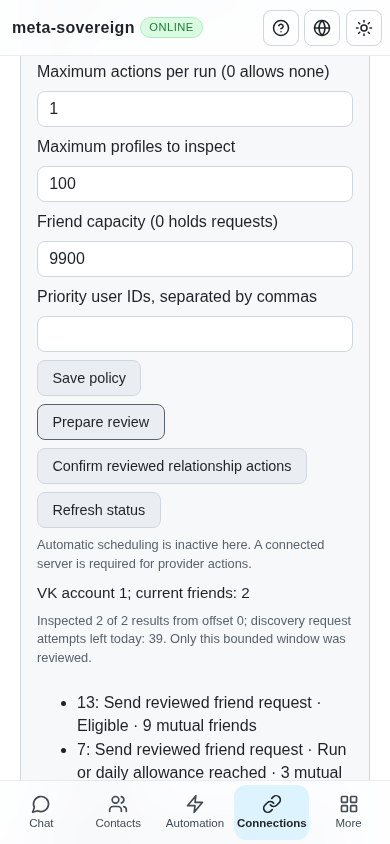 meta-sovereign ONLINE
Maximum actions per run (0 allows none)
1
Maximum profiles to inspect
100
Friend capacity (0 holds requests)
9900
Priority user IDs, separated by commas
Save policy
Prepare review
Confirm reviewed relationship actions
Refresh status
Automatic scheduling is inactive here. A connected
server is required for provider actions.
VK account 1; current friends: 2
Inspected 2 of 2 results from offset 0; discovery request
attempts left today: 39. Only this bounded window was
reviewed.
• 13: Send reviewed friend request ·
Eligible · 9 mutual friends
• 7: Send reviewed friend request · Run
or daily allowance reached · 3 mutual
Chat Contacts Automation Connections More